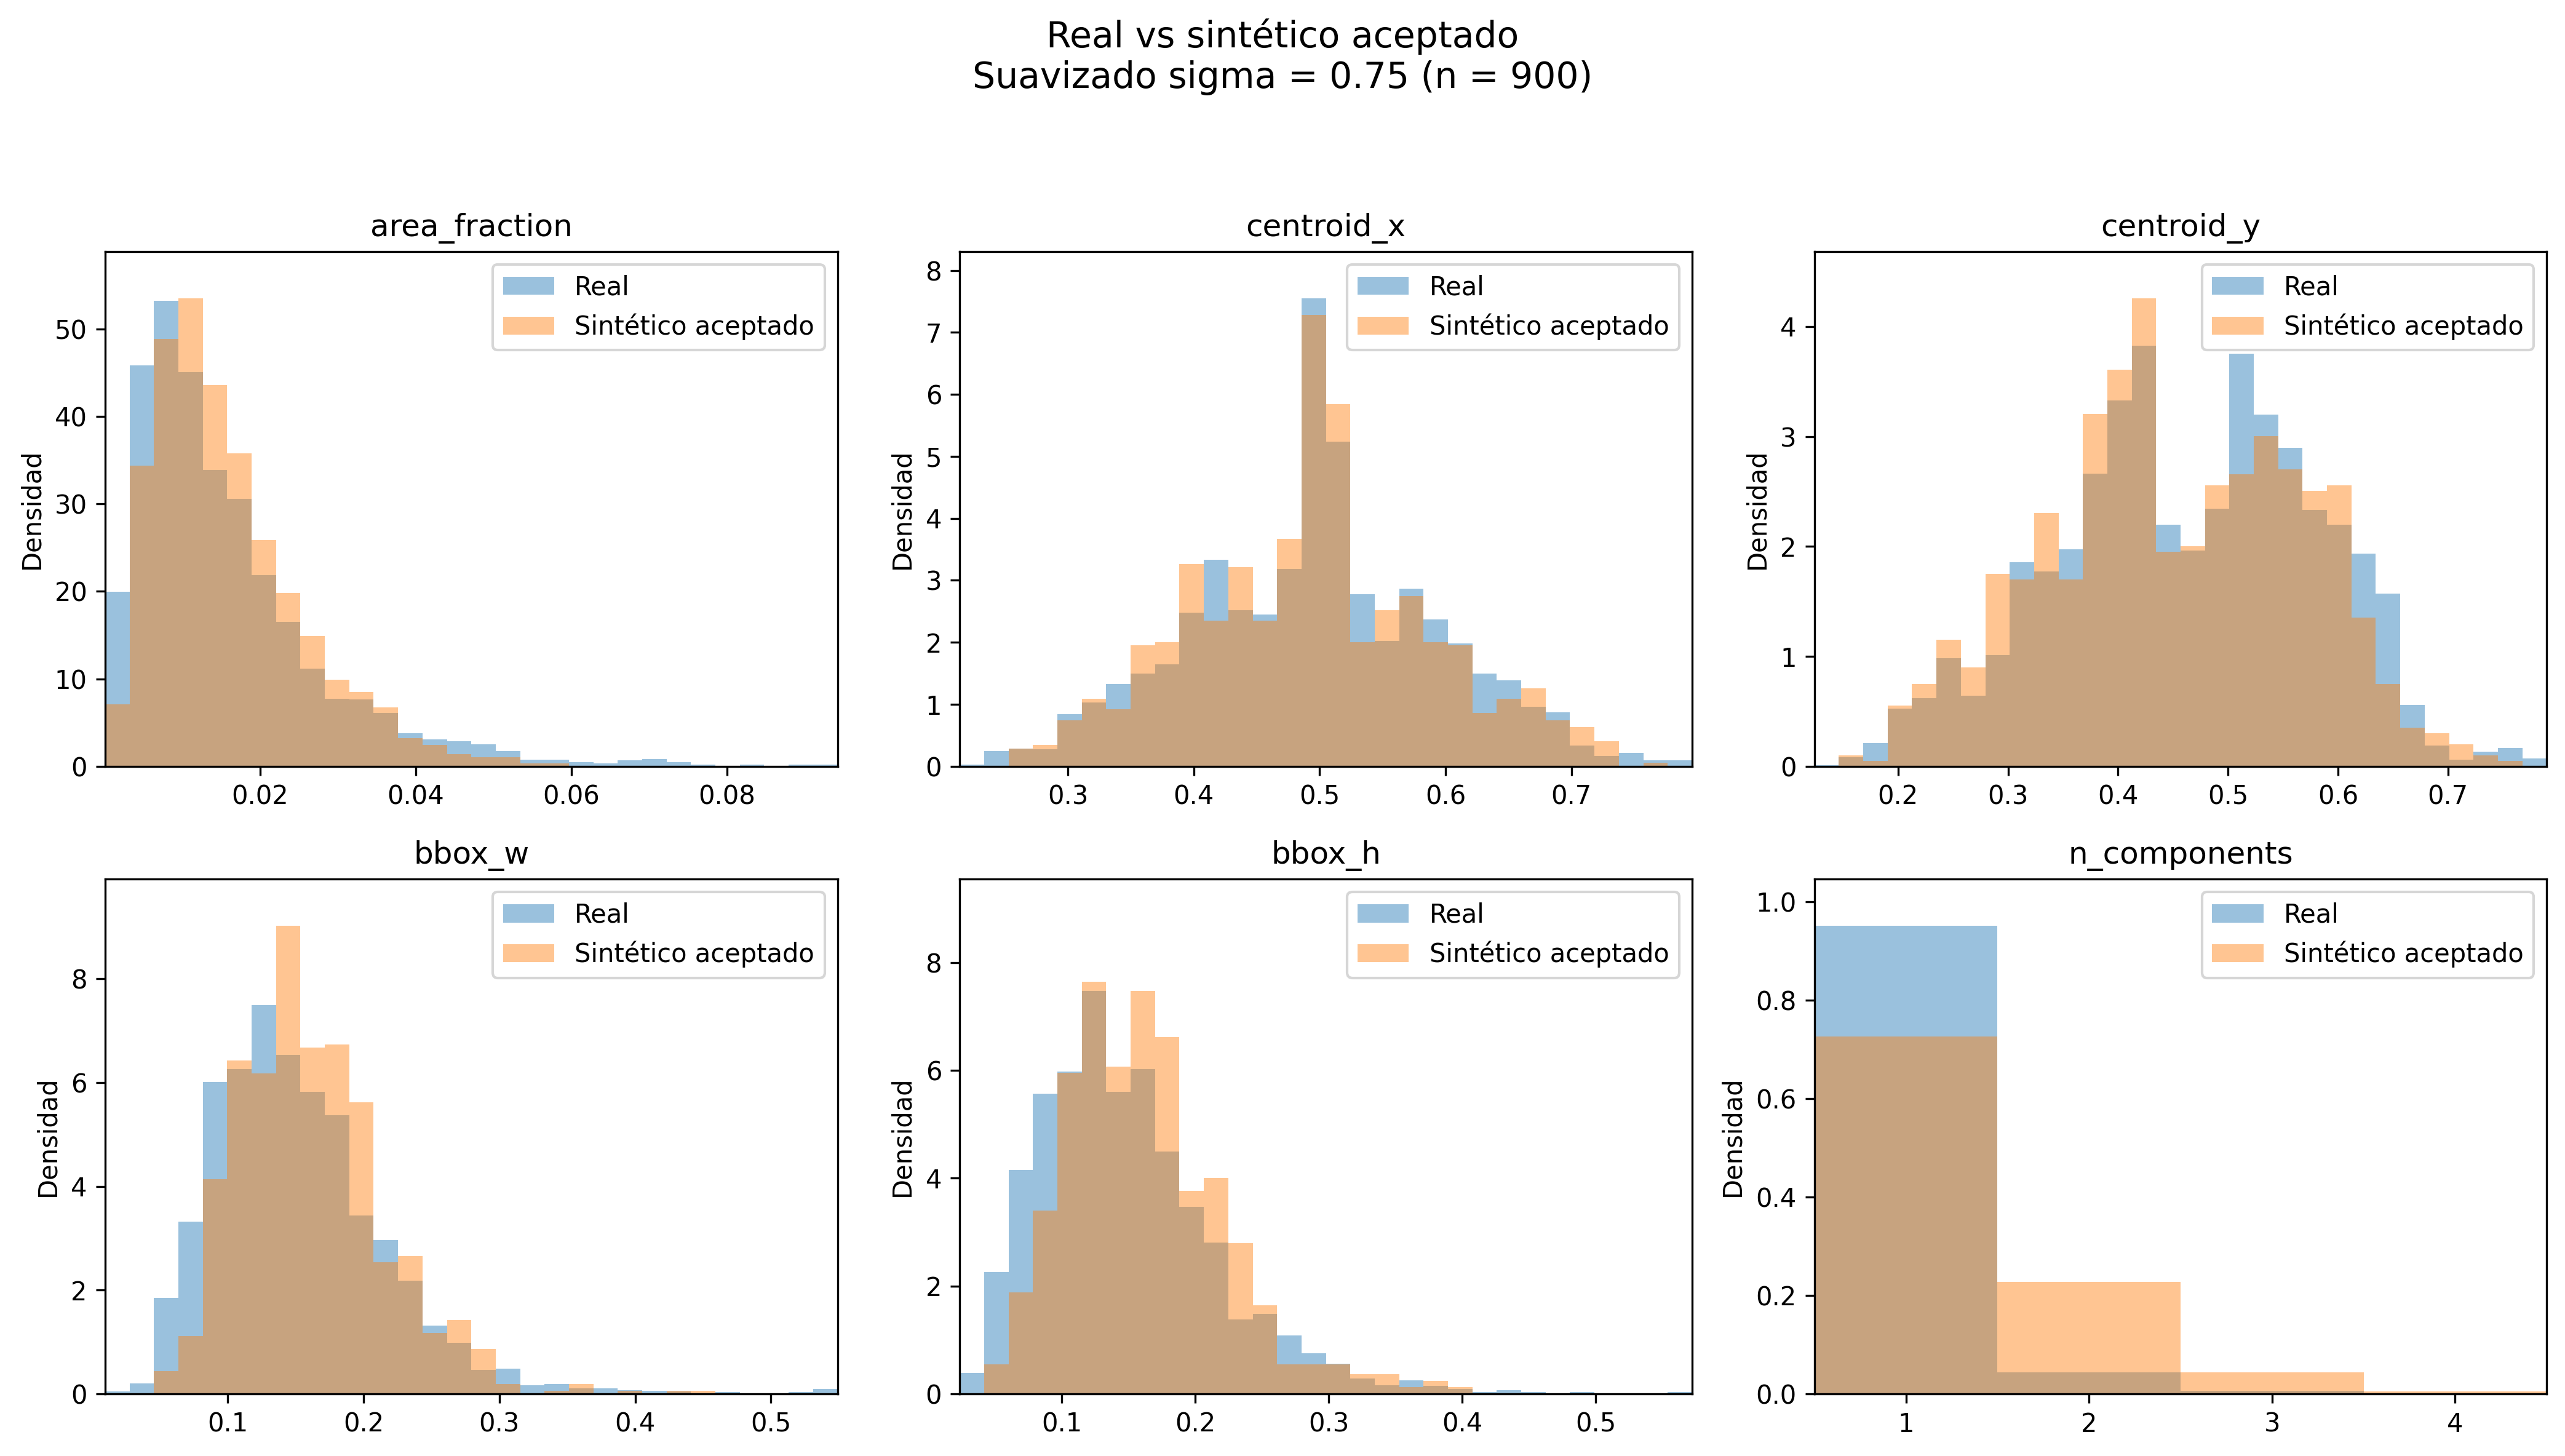 Real vs sintético aceptado
Suavizado sigma = 0.75 (n = 900)
area_fraction
Densidad
50
40
30
20
10
0
0.02 0.04 0.06 0.08
Real
Sintético aceptado
centroid_x
Densidad
8
7
6
5
4
3
2
1
0
0.3 0.4 0.5 0.6 0.7
Real
Sintético aceptado
centroid_y
Densidad
4
3
2
1
0
0.2 0.3 0.4 0.5 0.6 0.7
Real
Sintético aceptado
bbox_w
Densidad
8
6
4
2
0
0.1 0.2 0.3 0.4 0.5
Real
Sintético aceptado
bbox_h
Densidad
8
6
4
2
0
0.1 0.2 0.3 0.4 0.5
Real
Sintético aceptado
n_components
Densidad
1.0
0.8
0.6
0.4
0.2
0.0
1 2 3 4
Real
Sintético aceptado